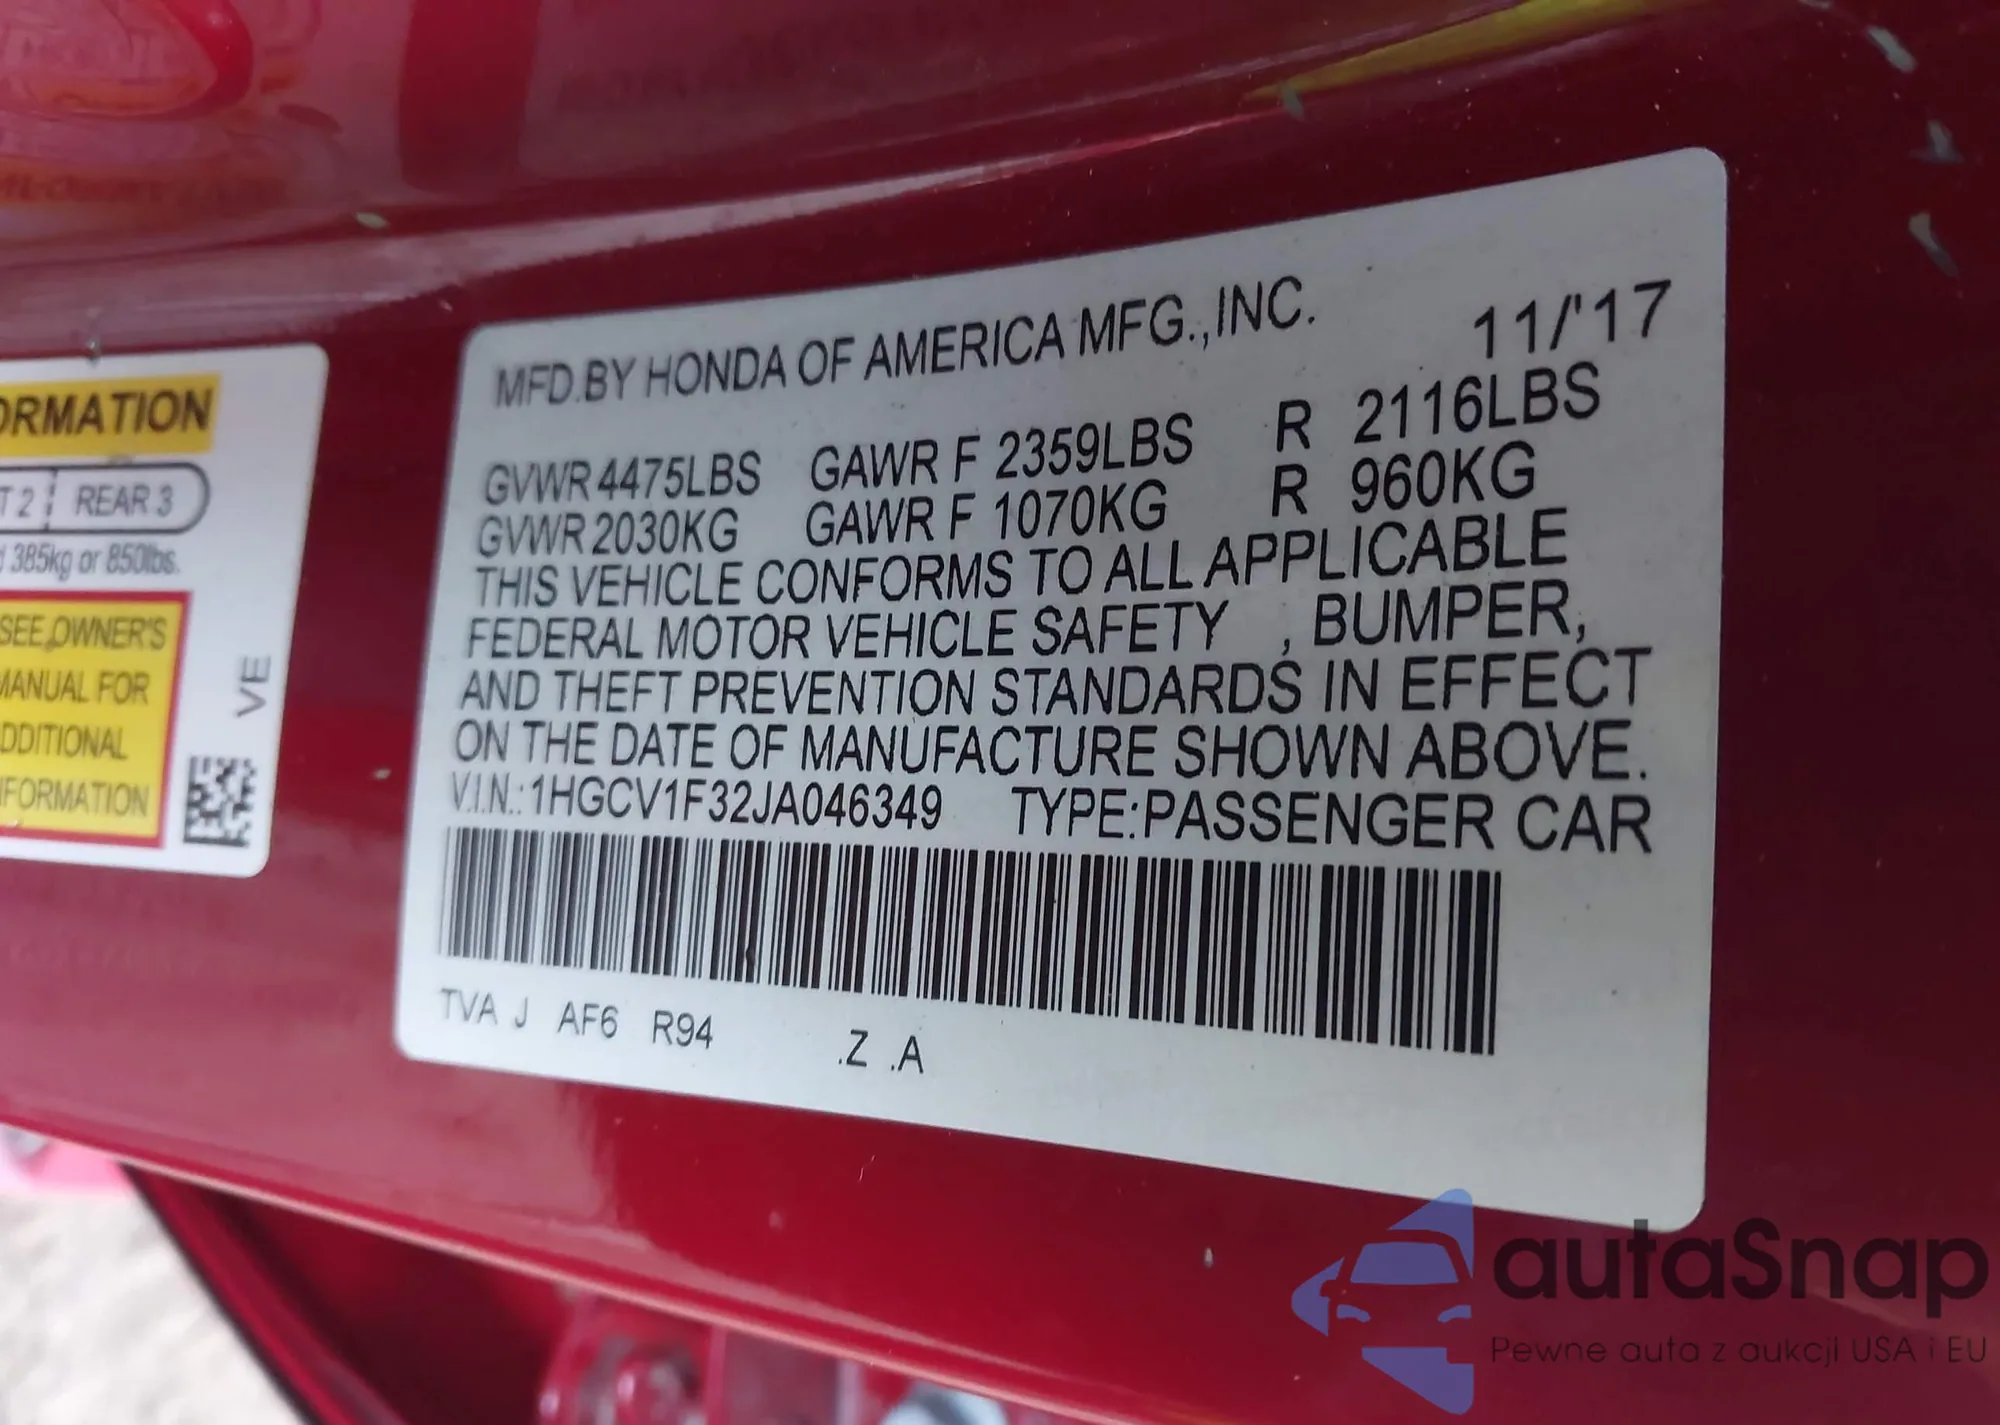 ORMATION
T 2 REAR 3
385kg or 850lbs.
SEE OWNER'S
MANUAL FOR
DDITIONAL
FORMATION
VE
MFD.BY HONDA OF AMERICA MFG.,INC. 11/'17
GVWR 4475LBS GAWR F 2359LBS R 2116LBS
GVWR 2030KG GAWR F 1070KG R 960KG
THIS VEHICLE CONFORMS TO ALL APPLICABLE
FEDERAL MOTOR VEHICLE SAFETY , BUMPER,
AND THEFT PREVENTION STANDARDS IN EFFECT
ON THE DATE OF MANUFACTURE SHOWN ABOVE.
V.I.N.:1HGCV1F32JA046349 TYPE:PASSENGER CAR
TVA J AF6 R94 .Z .A
autaSnap
Pewne auta z aukcji USA i EU